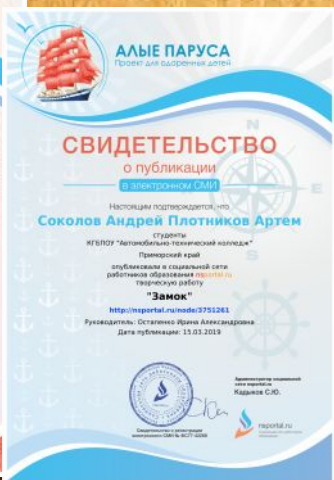 АЛЫЕ ПАРУСА
Проект для одаренных детей
СВИДЕТЕЛЬСТВО
о публикации
в электронном СМИ
Настоящим подтверждается, что
Соколов Андрей Плотников Артем
студенты
КГБПОУ "Автомобильно-технический колледж"
Приморский край
опубликовали в социальной сети
работников образования nsportal.ru
творческую работу
"Замок"
http://nsportal.ru/node/3751261
Руководитель: Остапенко Ирина Александровна
Дата публикации: 15.03.2019
Администратор социальной
сети nsportal.ru
Кадыков С.Ю.
Свидетельство о регистрации
nsportal.ru
N
E
S